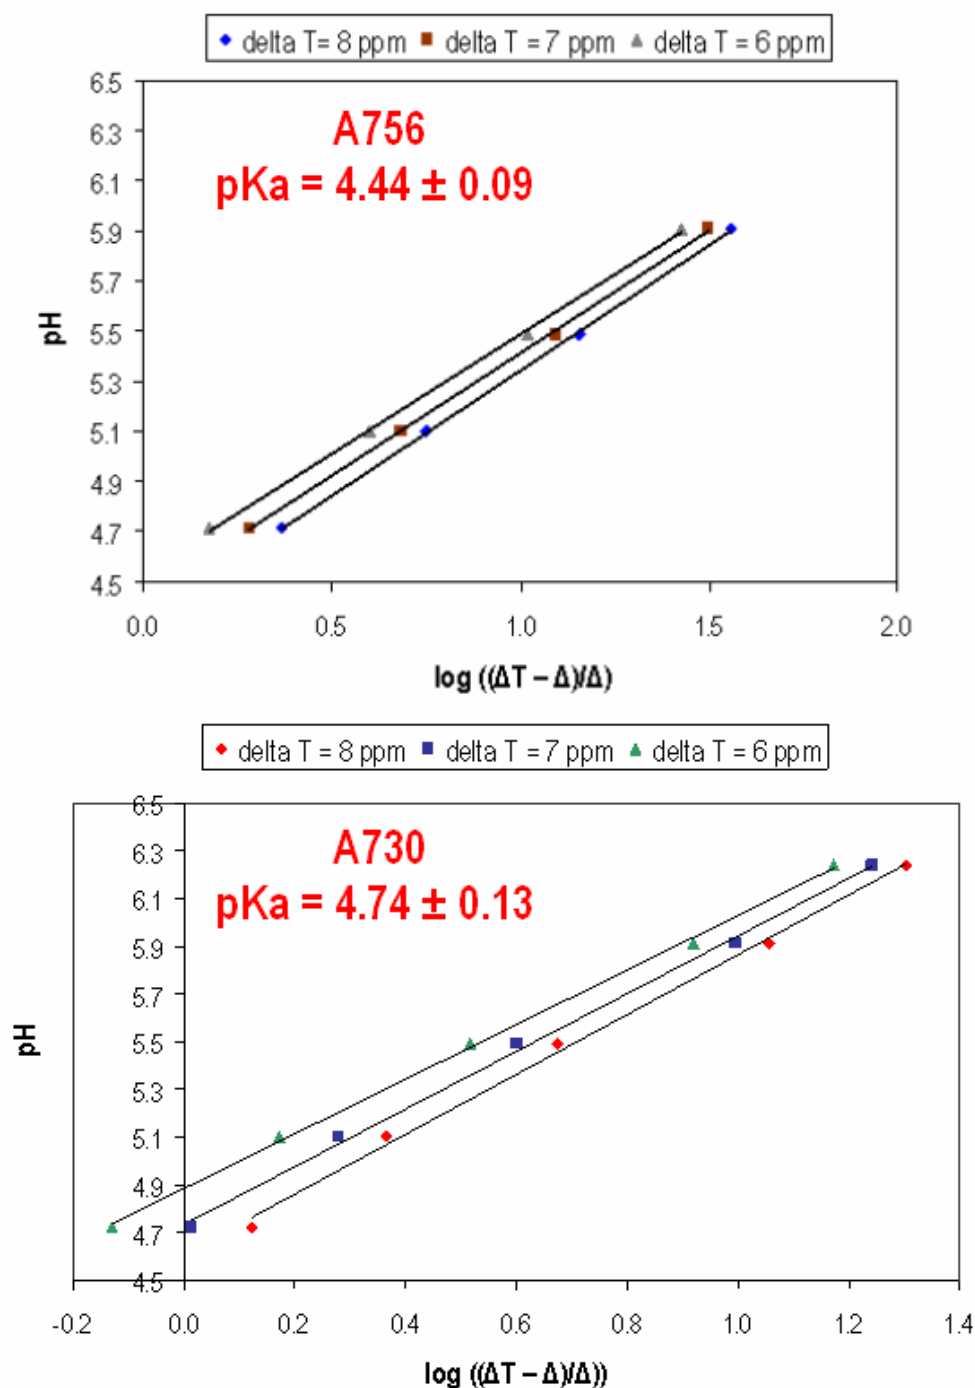 delta T= 8 ppm delta T = 7 ppm delta T = 6 ppm
6.5
A756
6.3
pKa = 4.44 ± 0.09
6.1
5.9
5.7
pH
5.5
5.3
5.1
4.9
4.7
4.5
0.0 0.5 1.0 1.5 2.0
log ((ΔT – Δ)/Δ)
delta T = 8 ppm delta T = 7 ppm delta T = 6 ppm
6.5
A730
6.3
pKa = 4.74 ± 0.13
6.1
5.9
5.7
pH
5.5
5.3
5.1
4.9
4.7
4.5
-0.2 0.0 0.2 0.4 0.6 0.8 1.0 1.2 1.4
log ((ΔT – Δ)/Δ))